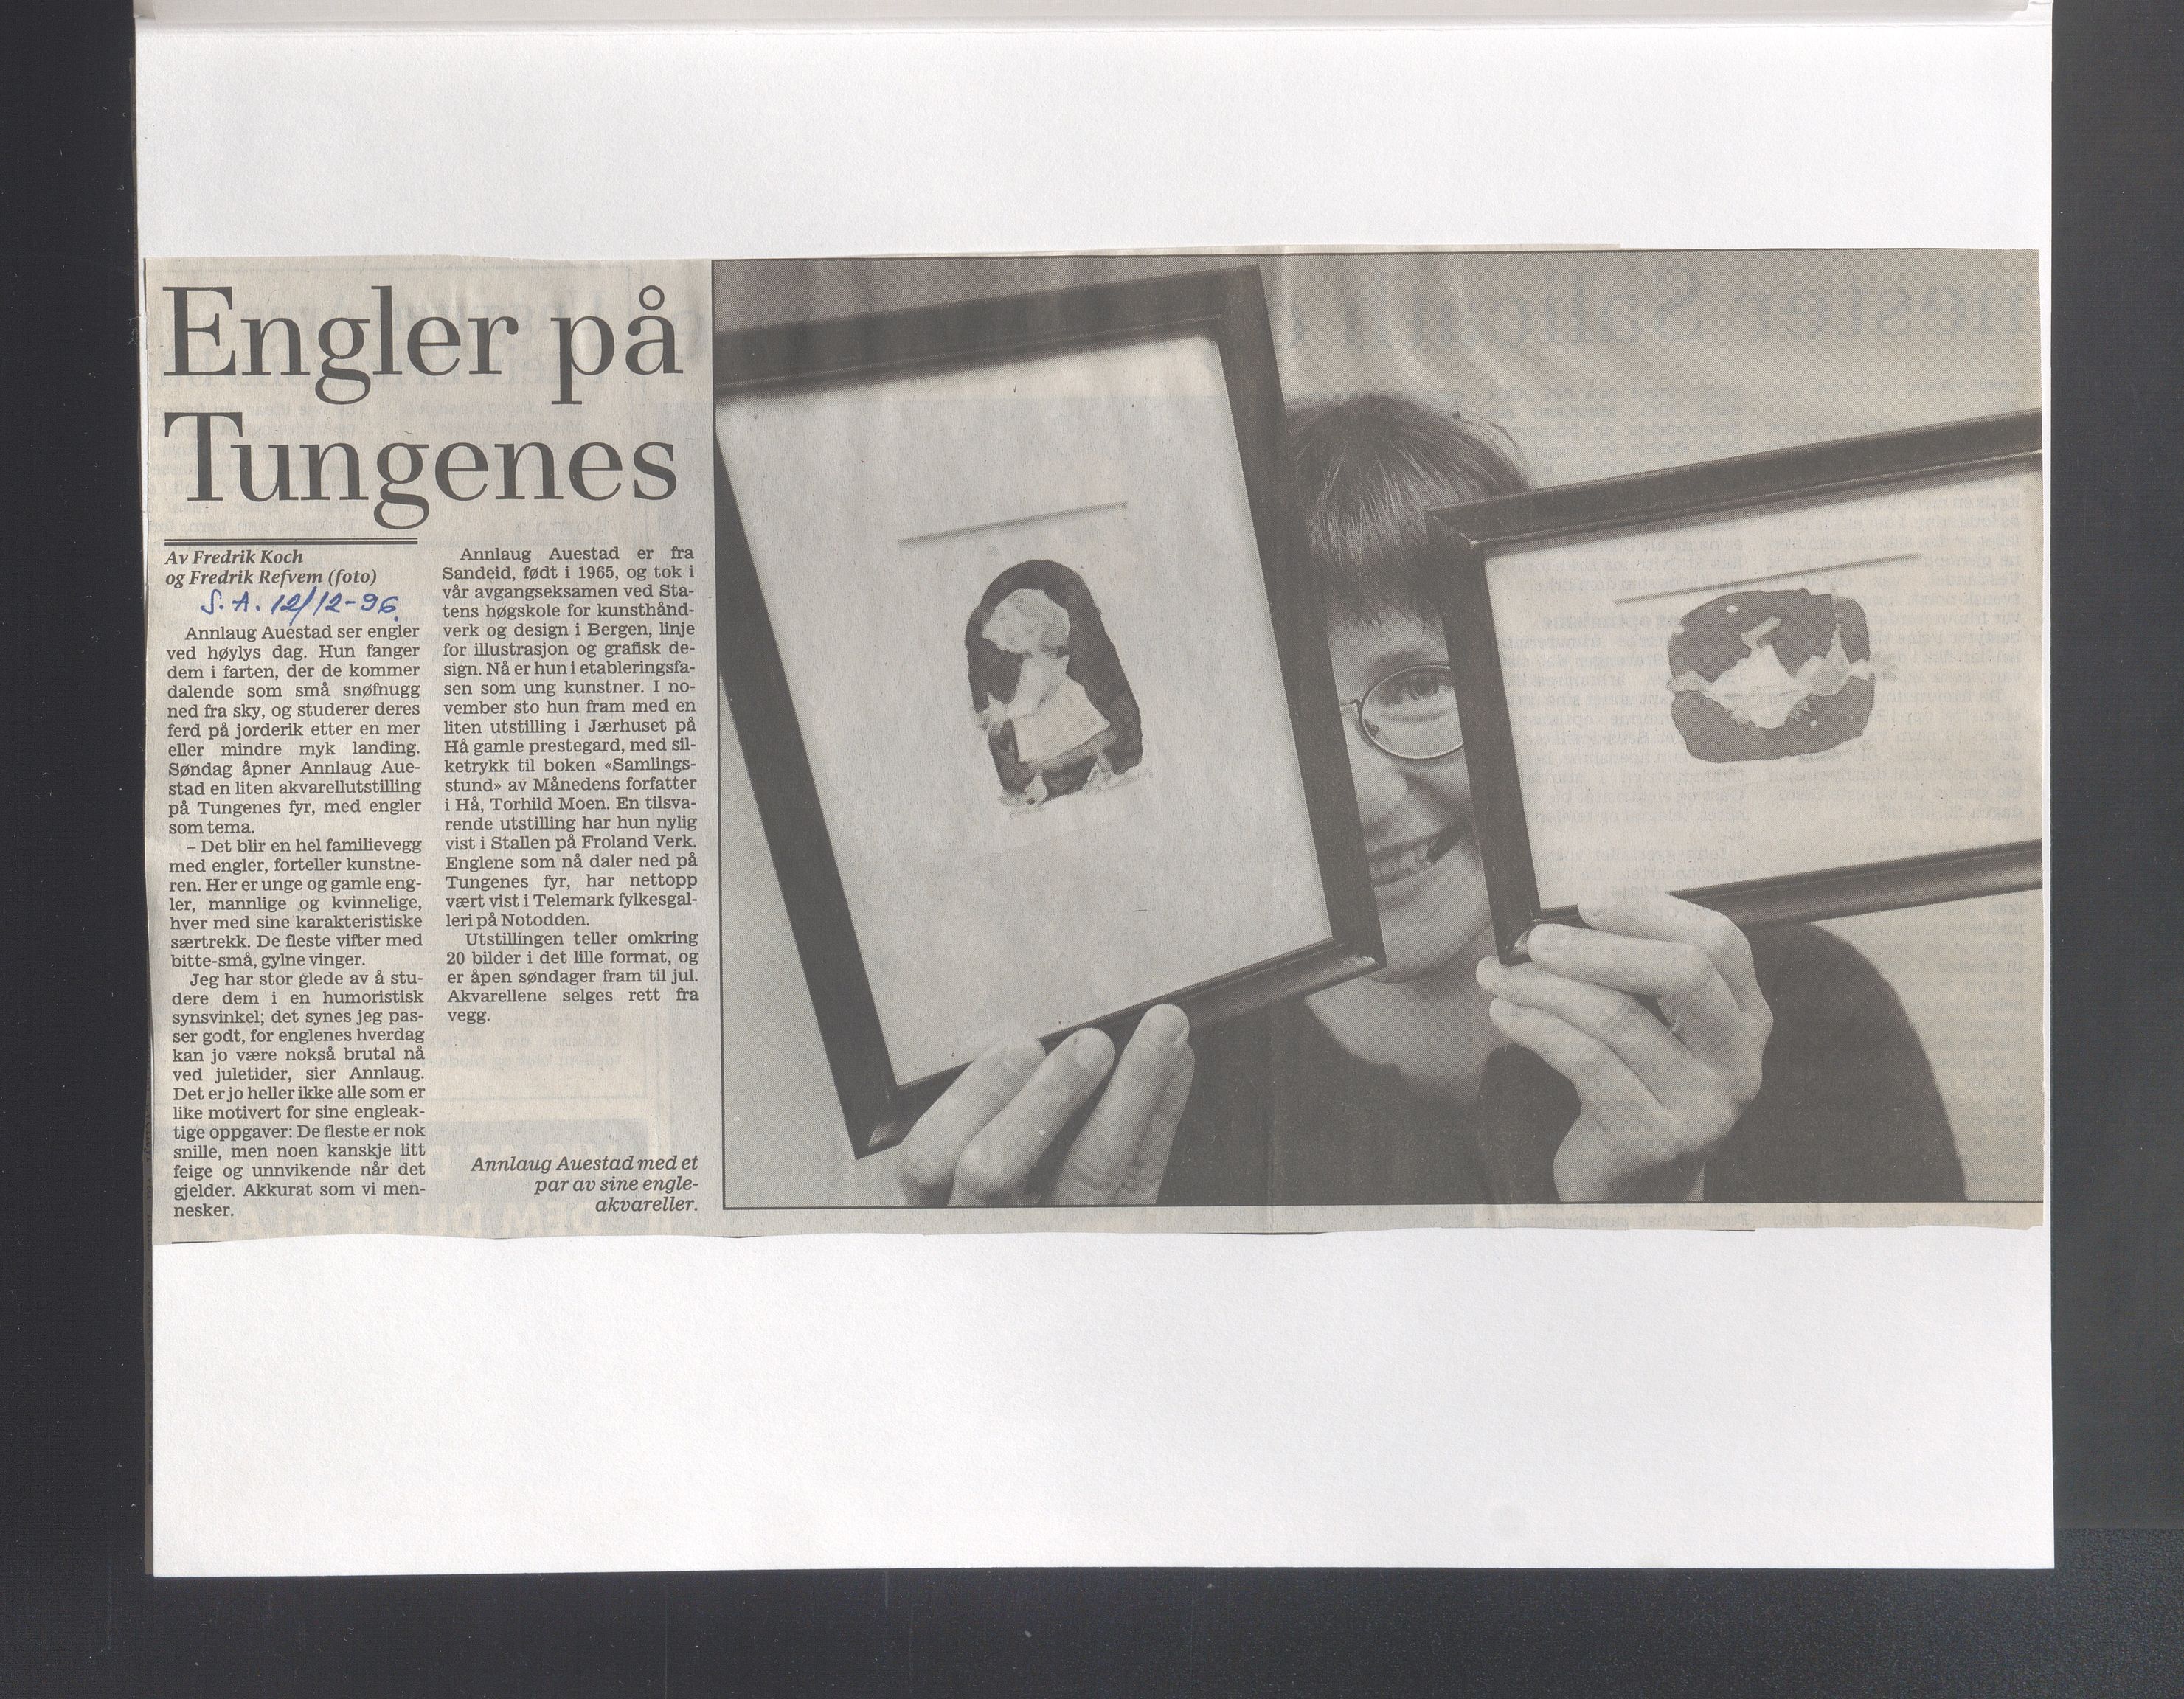 Engler på
Tungenes
Av Fredrik Koch
og Fredrik Refvem (foto)
S. A. 12/12-96.
Annlaug Auestad ser engler
ved høylys dag. Hun fanger
dem i farten, der de kommer
dalende som små snøfnugg
ned fra sky, og studerer deres
ferd på jorderik etter en mer
eller mindre myk landing.
Søndag åpner Annlaug Aue-
stad en liten akvarellutstilling
på Tungenes fyr, med engler
som tema.
– Det blir en hel familievegg
med engler, forteller kunstne-
ren. Her er unge og gamle eng-
ler, mannlige og kvinnelige,
hver med sine karakteristiske
særtrekk. De fleste vifter med
bitte-små, gylne vinger.
Jeg har stor glede av å stu-
dere dem i en humoristisk
synsvinkel; det synes jeg pas-
ser godt, for englenes hverdag
kan jo være nokså brutal nå
ved juletider, sier Annlaug.
Det er jo heller ikke alle som er
like motivert for sine engleak-
tige oppgaver: De fleste er nok
snille, men noen kanskje litt
feige og unnvikende når det
gjelder. Akkurat som vi men-
nesker.
Annlaug Auestad er fra
Sandeid, født i 1965, og tok i
vår avgangseksamen ved Sta-
tens høgskole for kunsthånd-
verk og design i Bergen, linje
for illustrasjon og grafisk de-
sign. Nå er hun i etableringsfa-
sen som ung kunstner. I no-
vember sto hun fram med en
liten utstilling i Jærhuset på
Hå gamle prestegard, med sil-
ketrykk til boken «Samlings-
stund» av Månedens forfatter
i Hå, Torhild Moen. En tilsva-
rende utstilling har hun nylig
vist i Stallen på Froland Verk.
Englene som nå daler ned på
Tungenes fyr, har nettopp
vært vist i Telemark fylkesgal-
leri på Notodden.
Utstillingen teller omkring
20 bilder i det lille format, og
er åpen søndager fram til jul.
Akvarellene selges rett fra
vegg.
Annlaug Auestad med et
par av sine engle-
akvareller.